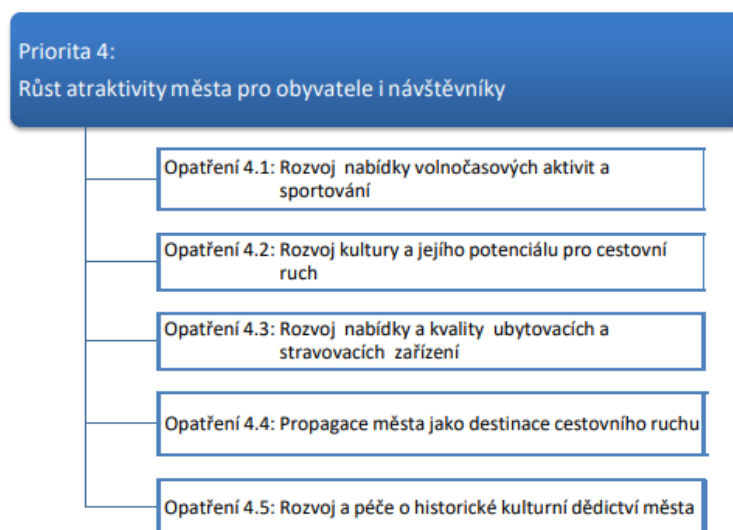 Priorita 4:
Růst atraktivity města pro obyvatele i návštěvníky
Opatření 4.1: Rozvoj nabídky volnočasových aktivit a
sportování
Opatření 4.2: Rozvoj kultury a jejího potenciálu pro cestovní
ruch
Opatření 4.3: Rozvoj nabídky a kvality ubytovacích a
stravovacích zařízení
Opatření 4.4: Propagace města jako destinace cestovního ruchu
Opatření 4.5: Rozvoj a péče o historické kulturní dědictví města